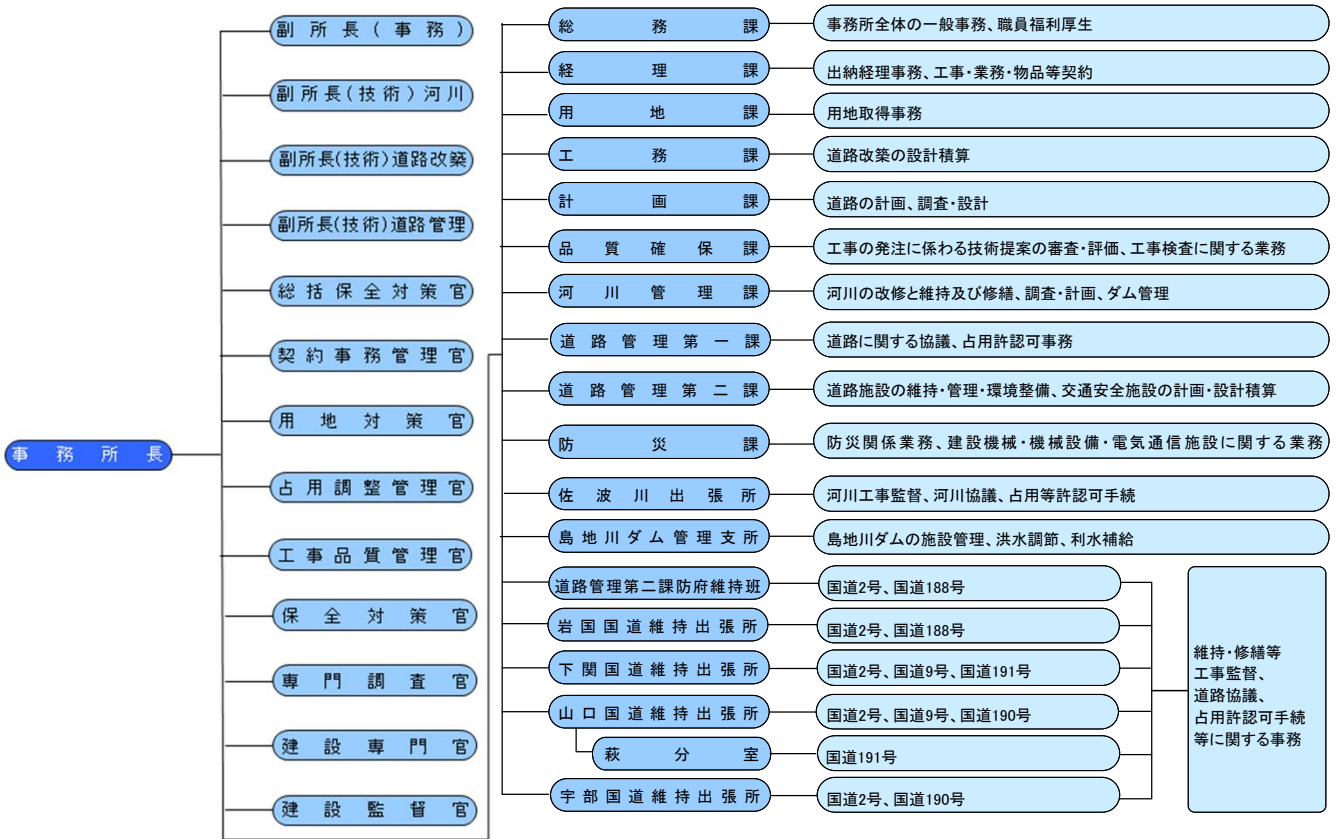 事務所長
副所長(事務)
副所長(技術)河川
副所長(技術)道路改築
副所長(技術)道路管理
総括保全対策官
契約事務管理官
用地対策官
占用調整管理官
工事品質管理官
保全対策官
専門調査官
建設専門官
建設監督官
総務課
事務所全体の一般事務、職員福利厚生
経理課
出納経理事務、工事・業務・物品等契約
用地課
用地取得事務
工務課
道路改築の設計積算
計画課
道路の計画、調査・設計
品質確保課
工事の発注に係わる技術提案の審査・評価、工事検査に関する業務
河川管理課
河川の改修と維持及び修繕、調査・計画、ダム管理
道路管理第一課
道路に関する協議、占用許認可事務
道路管理第二課
道路施設の維持・管理・環境整備、交通安全施設の計画・設計積算
防災課
防災関係業務、建設機械・機械設備・電気通信施設に関する業務
佐波川出張所
河川工事監督、河川協議、占用等許認可手続
島地川ダム管理支所
島地川ダムの施設管理、洪水調節、利水補給
道路管理第二課防府維持班
国道2号、国道188号
岩国国道維持出張所
国道2号、国道188号
下関国道維持出張所
国道2号、国道9号、国道191号
山口国道維持出張所
国道2号、国道9号、国道190号
萩分室
国道191号
宇部国道維持出張所
国道2号、国道190号
維持・修繕等
工事監督、
道路協議、
占用許認可手続
等に関する事務